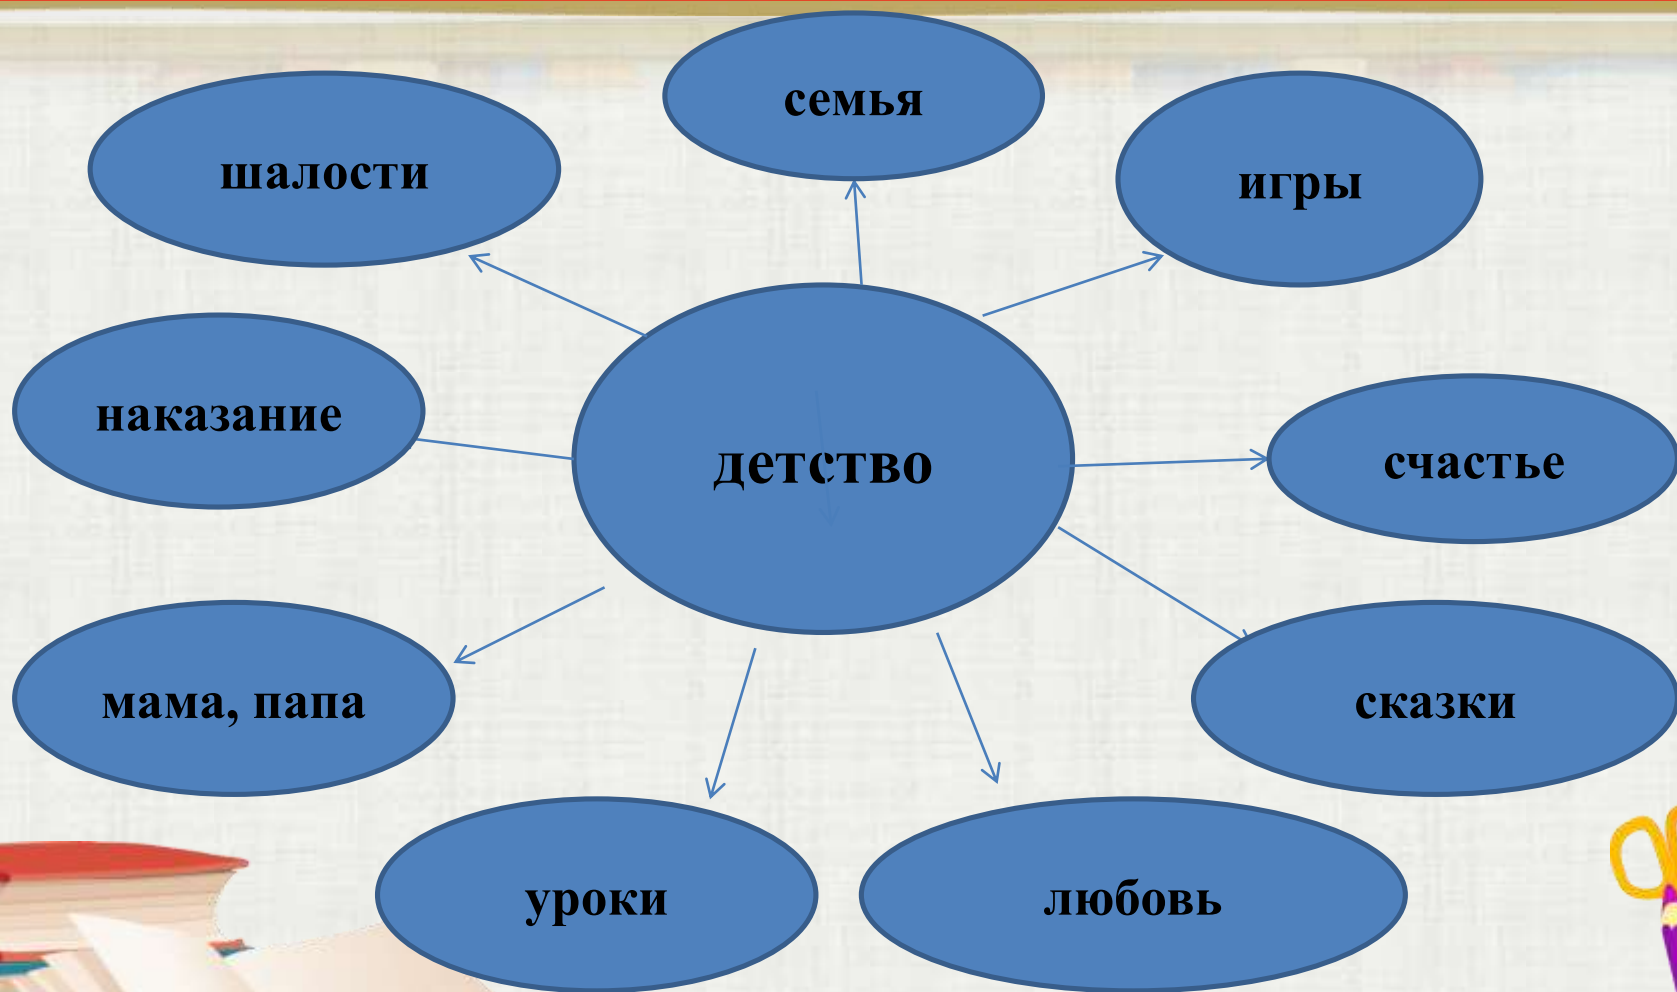 семья
шалости
игры
наказание
детство
счастье
мама, папа
сказки
уроки
любовь